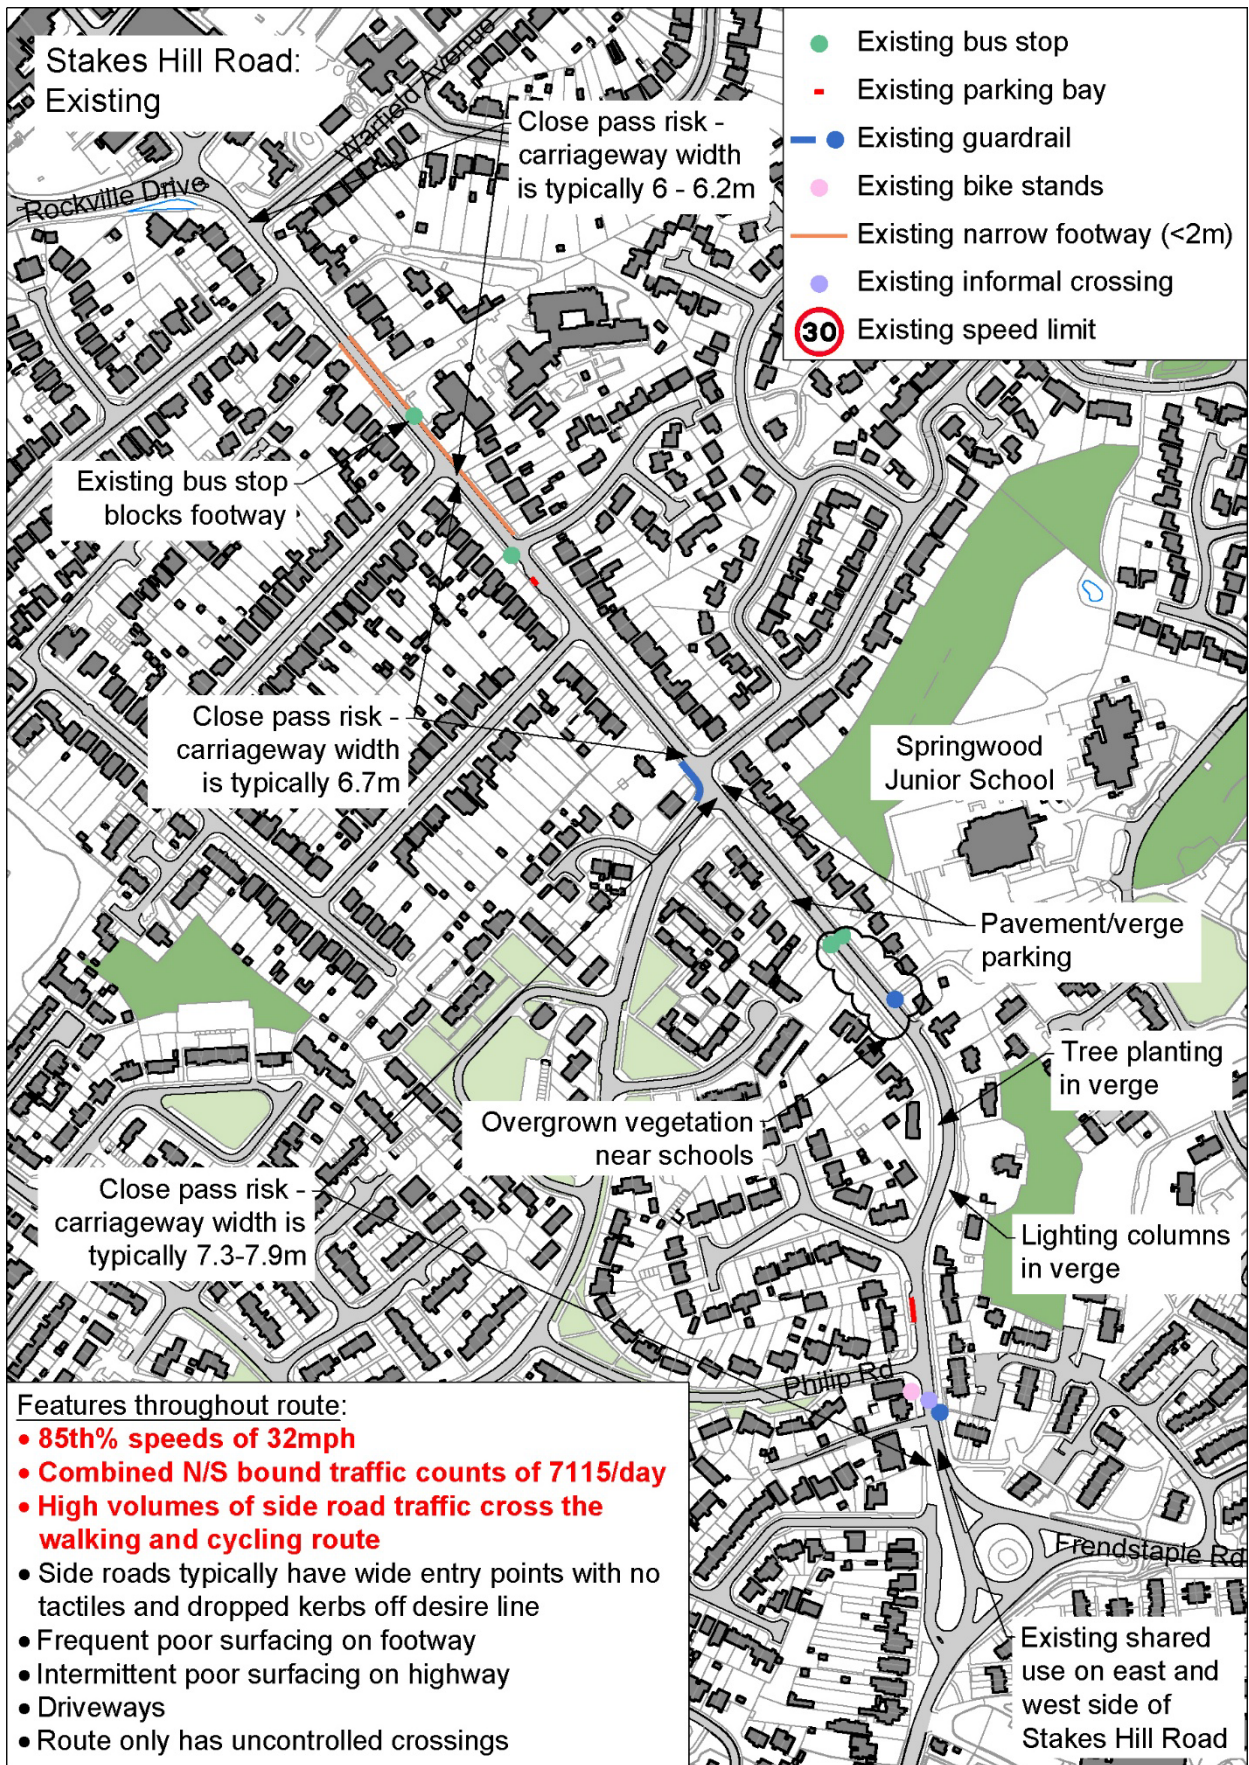 Stakes Hill Road:
Existing
Existing bus stop
Existing parking bay
Existing guardrail
Existing bike stands
Existing narrow footway (<2m)
Existing informal crossing
30 Existing speed limit
Warfield Avenue
Rockville Drive
Close pass risk -
carriageway width
is typically 6 - 6.2m
Existing bus stop
blocks footway
Close pass risk -
carriageway width
is typically 6.7m
Springwood
Junior School
Pavement/verge
parking
Tree planting
in verge
Overgrown vegetation
near schools
Close pass risk -
carriageway width is
typically 7.3-7.9m
Lighting columns
in verge
Philip Rd
Frendstaple Rd
Existing shared
use on east and
west side of
Stakes Hill Road
Features throughout route:
• 85th% speeds of 32mph
• Combined N/S bound traffic counts of 7115/day
• High volumes of side road traffic cross the
walking and cycling route
• Side roads typically have wide entry points with no
tactiles and dropped kerbs off desire line
• Frequent poor surfacing on footway
• Intermittent poor surfacing on highway
• Driveways
• Route only has uncontrolled crossings